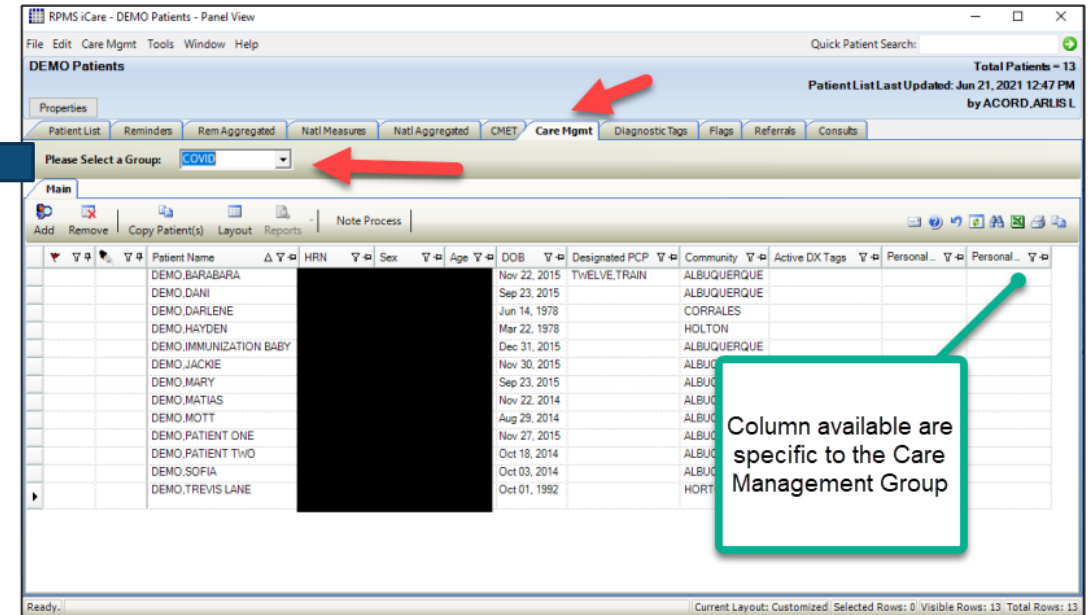 RPMS iCare - DEMO Patients - Panel View
File Edit Care Mgmt Tools Window Help Quick Patient Search:
DEMO Patients Total Patients = 13
Patient List Last Updated: Jun 21, 2021 12:47 PM
Properties by ACORD,ARLIS L
Patient List Reminders Rem Aggregated Natl Measures Natl Aggregated CMET Care Mgmt Diagnostic Tags Flags Referrals Consults
Please Select a Group: COVID
Main
Add Remove Copy Patient(s) Layout Reports Note Process
Patient Name HRN Sex Age DOB Designated PCP Community Active DX Tags Personal... Personal...
DEMO,BARABARA Nov 22, 2015 TWELVE,TRAIN ALBUQUERQUE
DEMO,DANI Sep 23, 2015 ALBUQUERQUE
DEMO,DARLENE Jun 14, 1978 CORRALES
DEMO,HAYDEN Mar 22, 1978 HOLTON
DEMO,IMMUNIZATION BABY Dec 31, 2015 ALBUQUERQUE
DEMO,JACKIE Nov 30, 2015 ALBU
DEMO,MARY Sep 23, 2015 ALBU
DEMO,MATIAS Nov 22, 2014 ALBU
DEMO,MOTT Aug 29, 2014 ALBU
DEMO,PATIENT ONE Nov 27, 2015 ALBU
DEMO,PATIENT TWO Oct 18, 2014 ALBU
DEMO,SOFIA Oct 03, 2014 ALBU
DEMO,TREVIS LANE Oct 01, 1992 HORT
Column available are
specific to the Care
Management Group
Ready. Current Layout: Customized Selected Rows: 0 Visible Rows: 13 Total Rows: 13